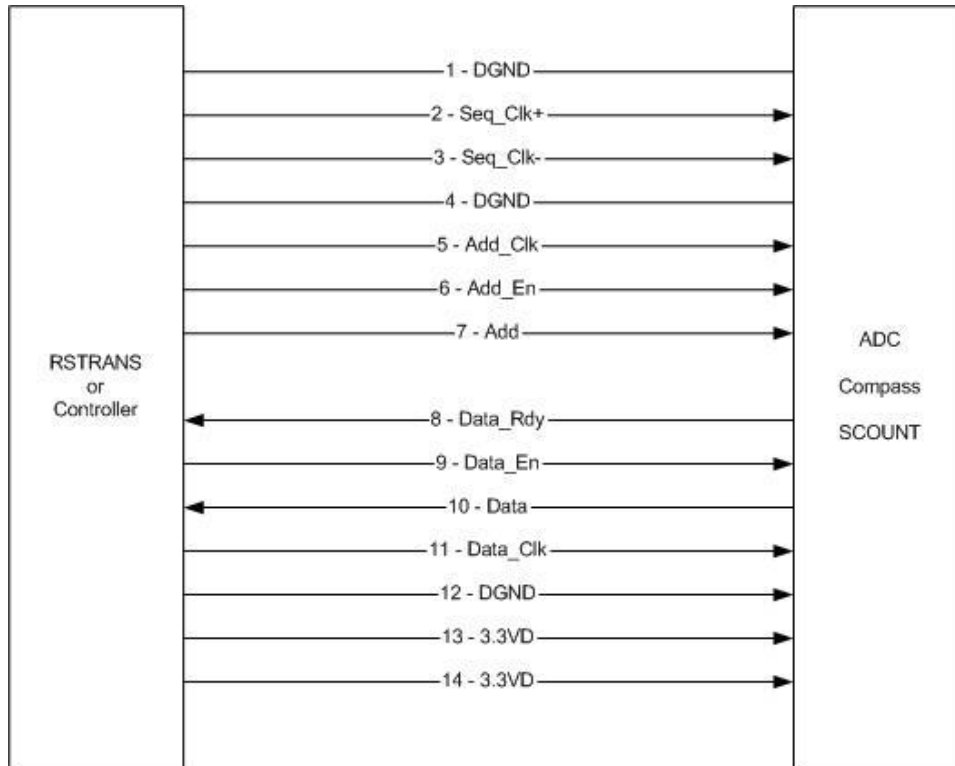 1 - DGND
2 - Seq_Clk+
3 - Seq_Clk-
4 - DGND
5 - Add_Clk
6 - Add_En
7 - Add
RSTRANS
or
Controller
8 - Data_Rdy
9 - Data_En
10 - Data
11 - Data_Clk
12 - DGND
13 - 3.3VD
14 - 3.3VD
ADC
Compass
SCOUNT